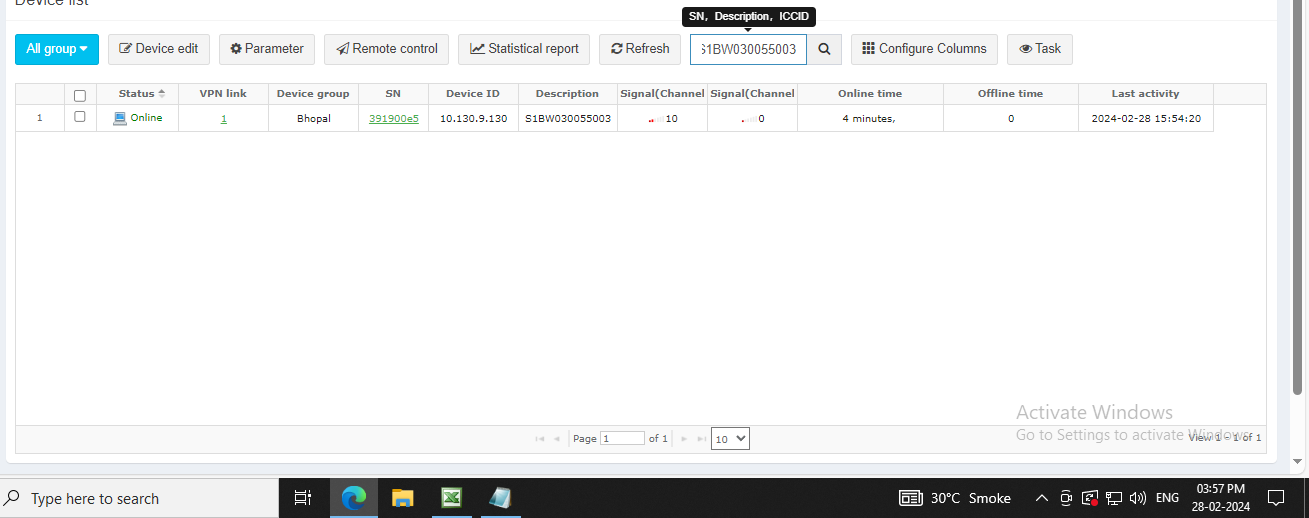 Device list
SN, Description, ICCID
All group Device edit Parameter Remote control Statistical report Refresh S1BW030055003 Configure Columns Task
Status VPN link Device group SN Device ID Description Signal(Channel Signal(Channel Online time Offline time Last activity
1 Online 1 Bhopal 391900e5 10.130.9.130 S1BW030055003 10 0 4 minutes, 0 2024-02-28 15:54:20
Activate Windows
Go to Settings to activate Windows.
Page 1 of 1 10 View 1 - 1 of 1
Type here to search 30°C Smoke ENG 03:57 PM
28-02-2024